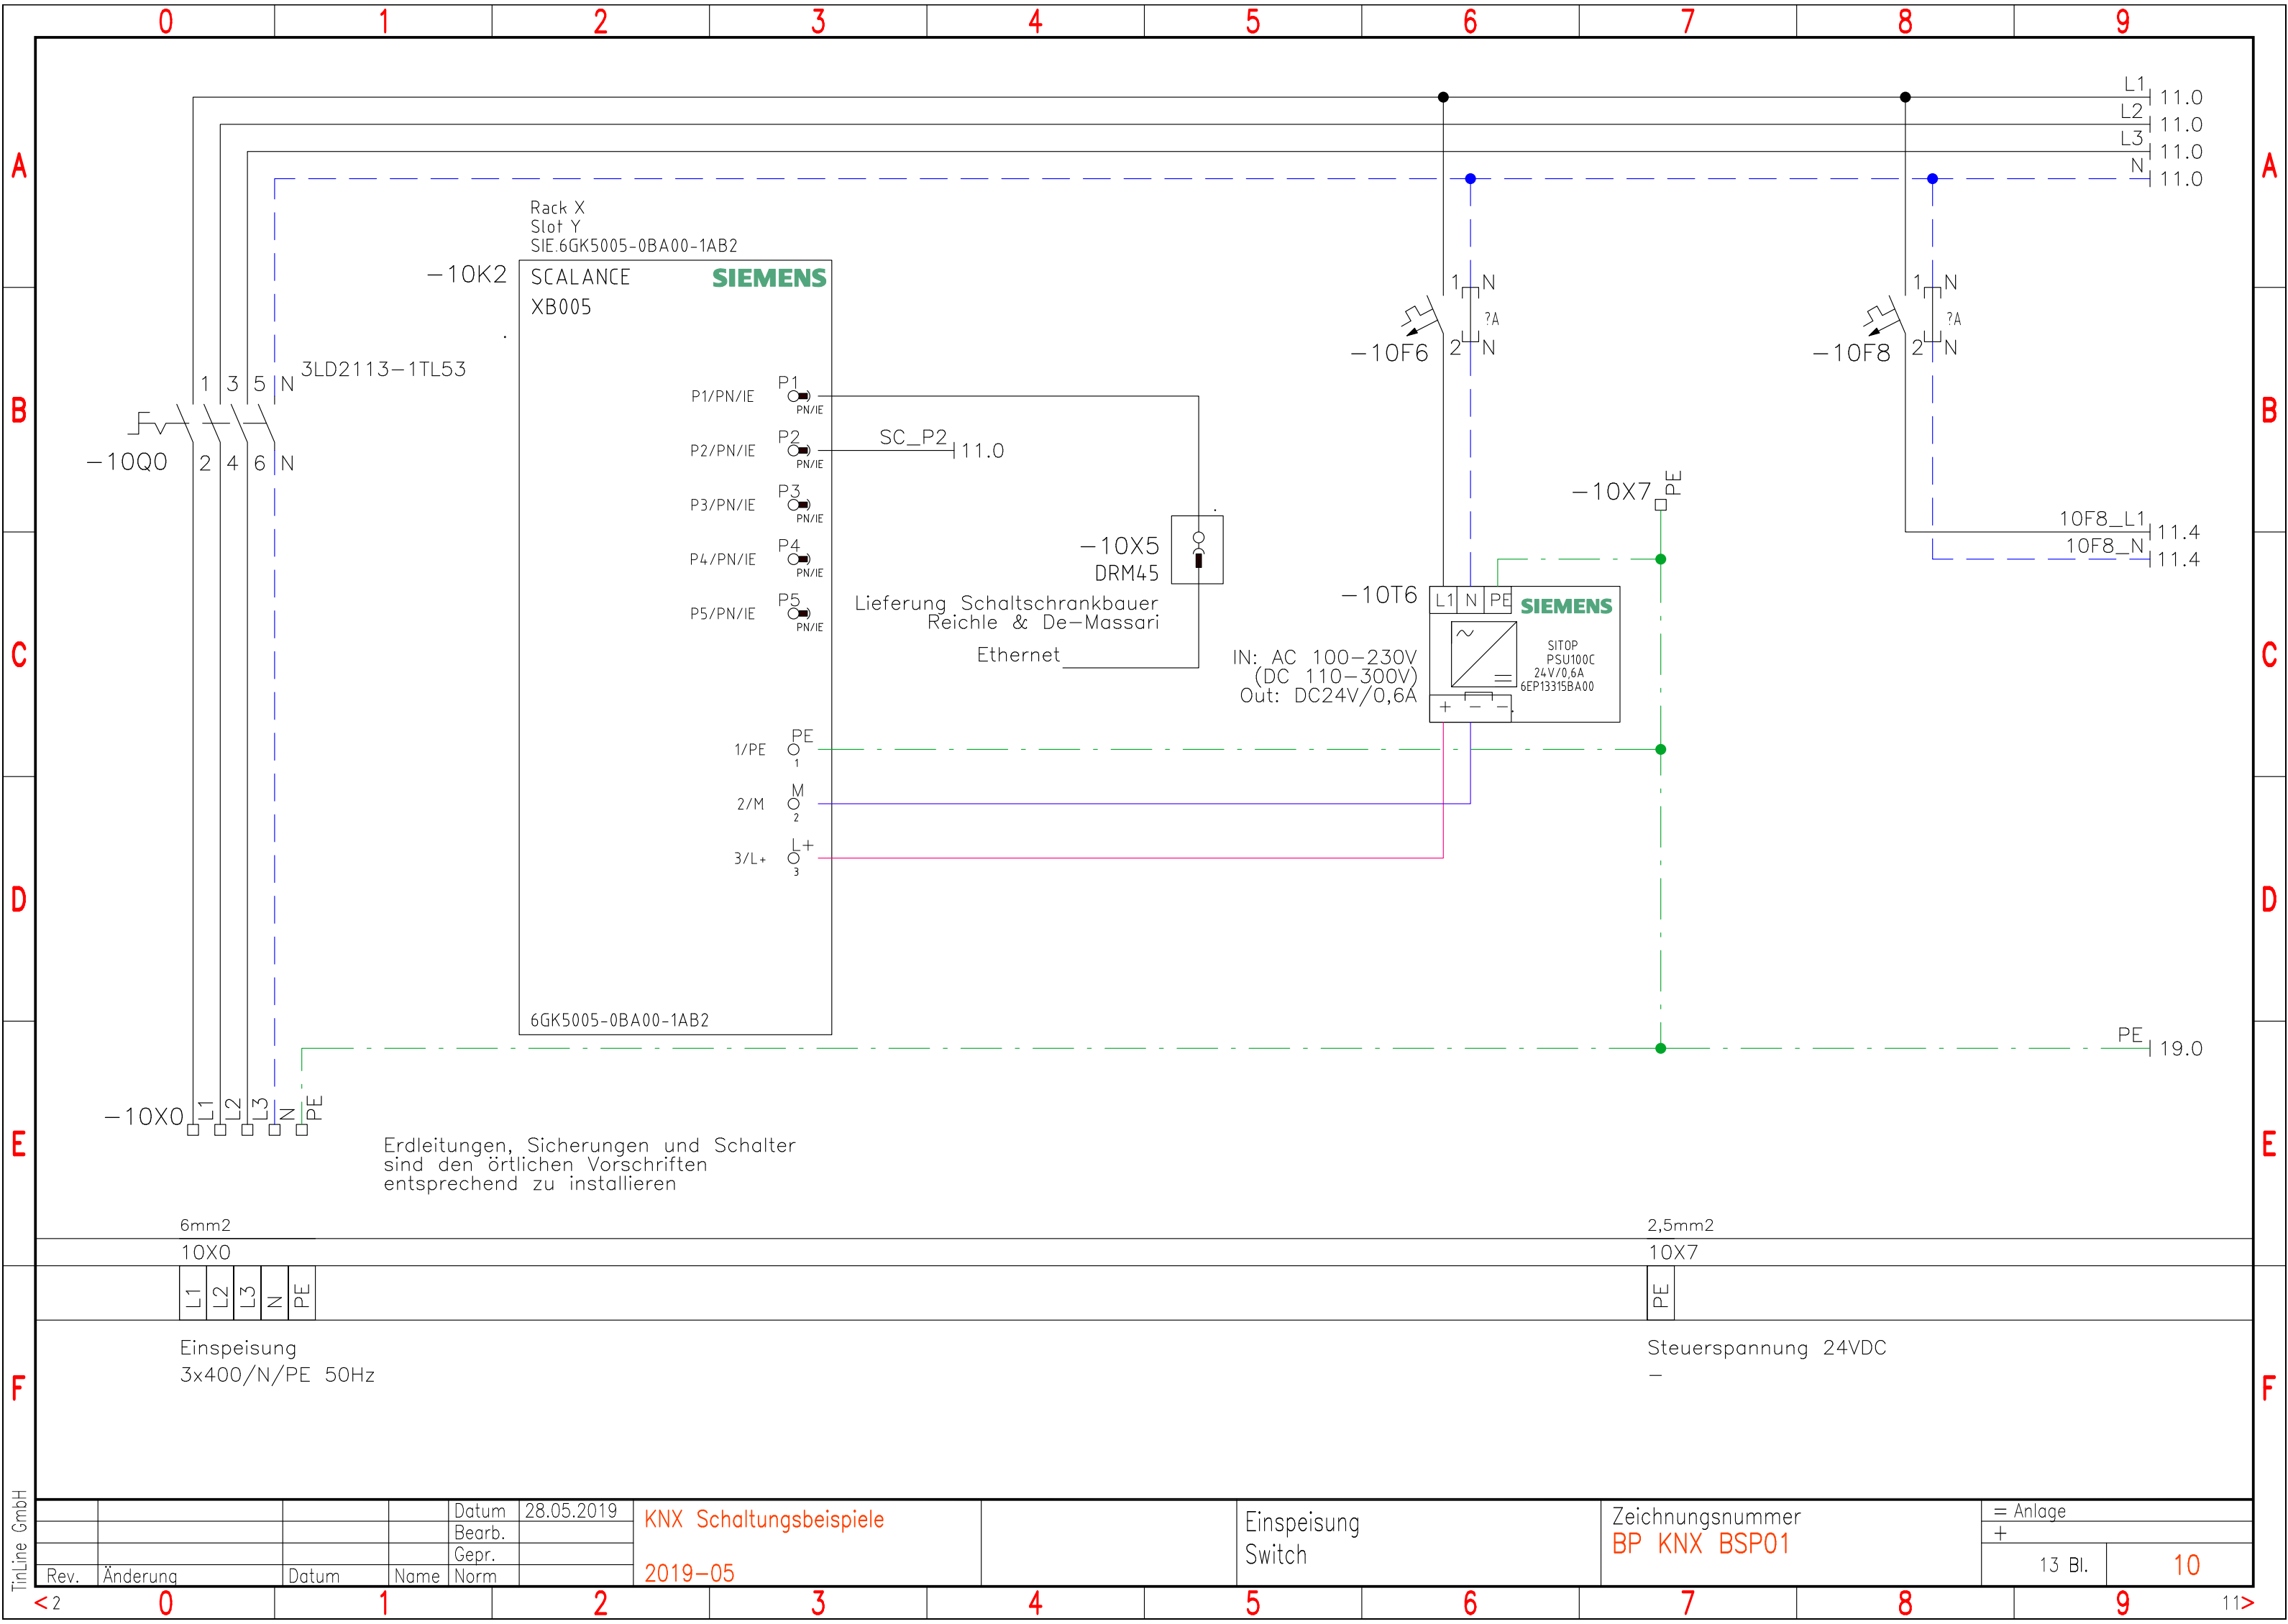 0 1 2 3 4 5 6 7 8 9
L1 11.0
L2 11.0
L3 11.0
N 11.0
A A
Rack X
Slot Y
SIE.6GK5005-0BA00-1AB2
-10K2 SCALANCE SIEMENS
XB005
1 N
?A
-10F6 2 N
1 N
?A
-10F8 2 N
3LD2113-1TL53
1 3 5 N
B B
-10Q0 2 4 6 N
P1/PN/IE P1 PN/IE
P2/PN/IE P2 PN/IE SC_P2 11.0
P3/PN/IE P3 PN/IE
P4/PN/IE P4 PN/IE
P5/PN/IE P5 PN/IE
-10X7 PE
10F8_L1 11.4
10F8_N 11.4
-10X5
DRM45
Lieferung Schaltschrankbauer
Reichle & De-Massari
Ethernet
-10T6 L1 N PE SIEMENS
C C
IN: AC 100-230V
(DC 110-300V)
Out: DC24V/0,6A
SITOP
PSU100C
24V/0,6A
6EP13315BA00
+ - -
1/PE PE 1
2/M M 2
3/L+ L+ 3
D D
6GK5005-0BA00-1AB2
PE 19.0
-10X0 L1 L2 L3 N PE
E E
Erdleitungen, Sicherungen und Schalter
sind den örtlichen Vorschriften
entsprechend zu installieren
6mm2 2,5mm2
10X0 10X7
L1 L2 L3 N PE PE
Einspeisung Steuerspannung 24VDC
3x400/N/PE 50Hz -
F F
TinLine GmbH
Datum 28.05.2019
Bearb.
Gepr.
Rev. Änderung Datum Name Norm
KNX Schaltungsbeispiele
2019-05
Einspeisung
Switch
Zeichnungsnummer
BP KNX BSP01
= Anlage
+
13 Bl. 10
<2 0 1 2 3 4 5 6 7 8 9 11>